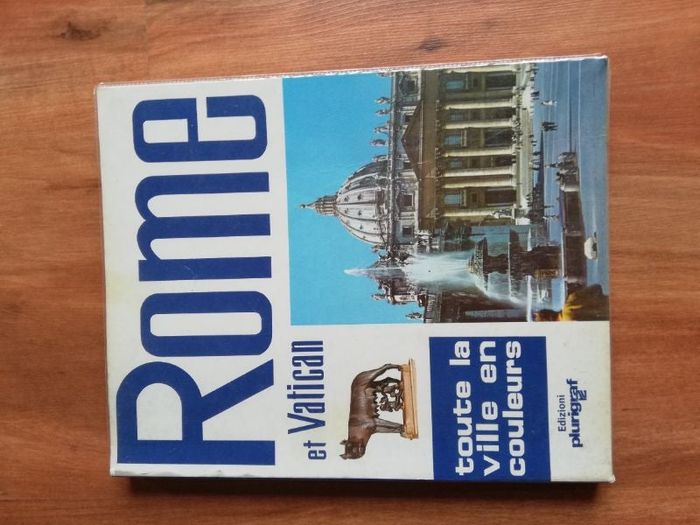 Rome
et Vatican
toute la
ville en
couleurs
Edizioni
plurigraf